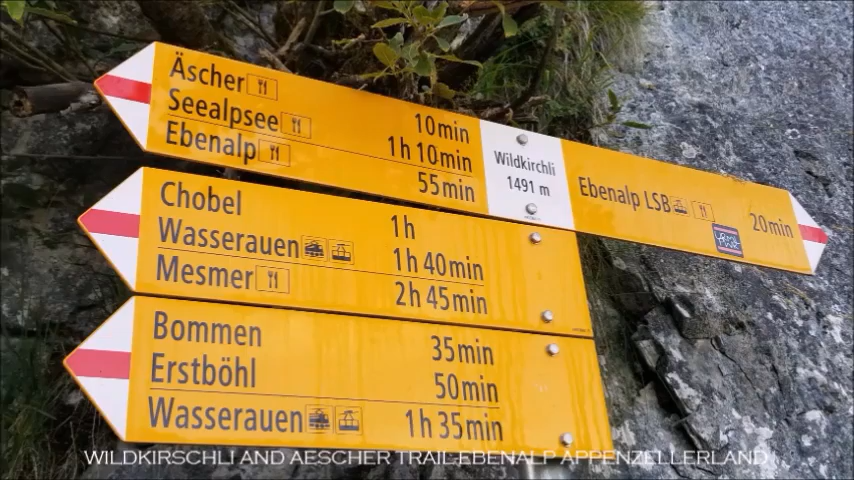 Äscher 10min
Seealpsee 1h 10min
Ebenalp 55min
Wildkirchli
1491 m
Ebenalp LSB 20min
Chobel 1h
Wasserauen 1h 40min
Mesmer 2h 45min
Bommen 35min
Erstböhl 50min
Wasserauen 1h 35min
WILDKIRSCHLI AND AESCHER TRAIL-EBENALP APPENZELLERLAND